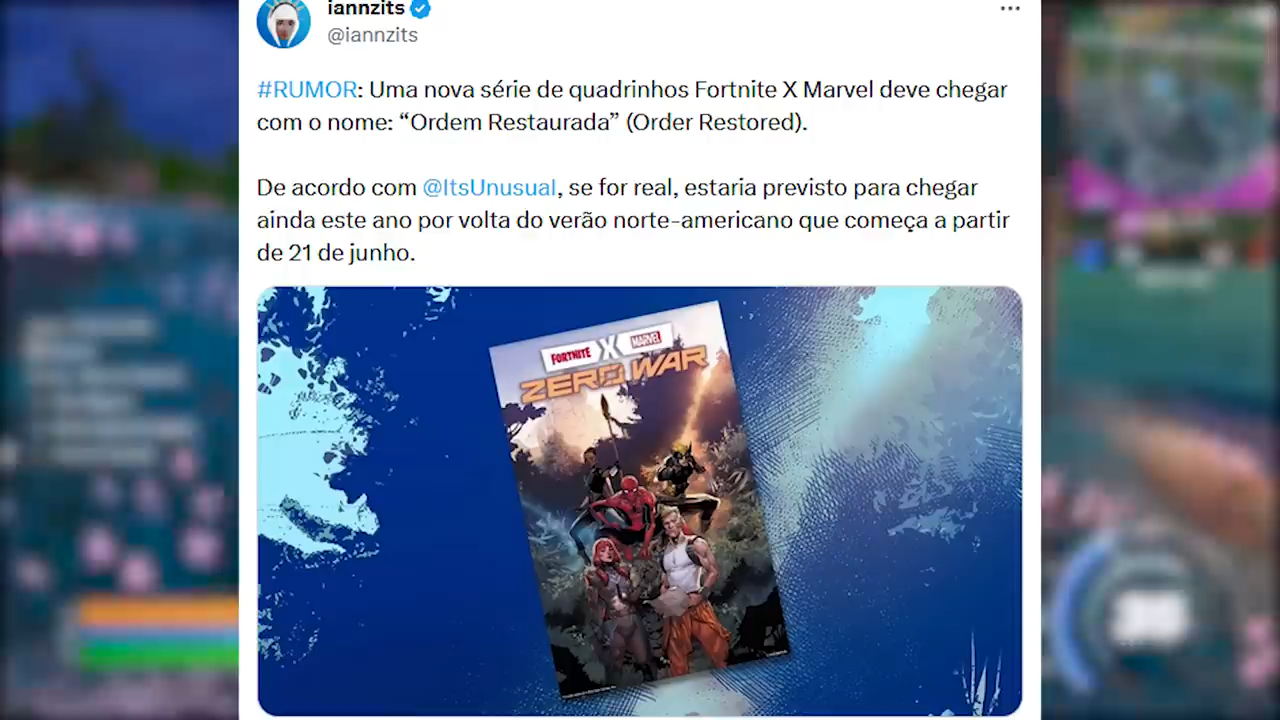 iannzits
@iannzits
#RUMOR: Uma nova série de quadrinhos Fortnite X Marvel deve chegar
com o nome: “Ordem Restaurada” (Order Restored).
De acordo com @ItsUnusual, se for real, estaria previsto para chegar
ainda este ano por volta do verão norte-americano que começa a partir
de 21 de junho.
FORTNITE X MARVEL
ZERO WAR